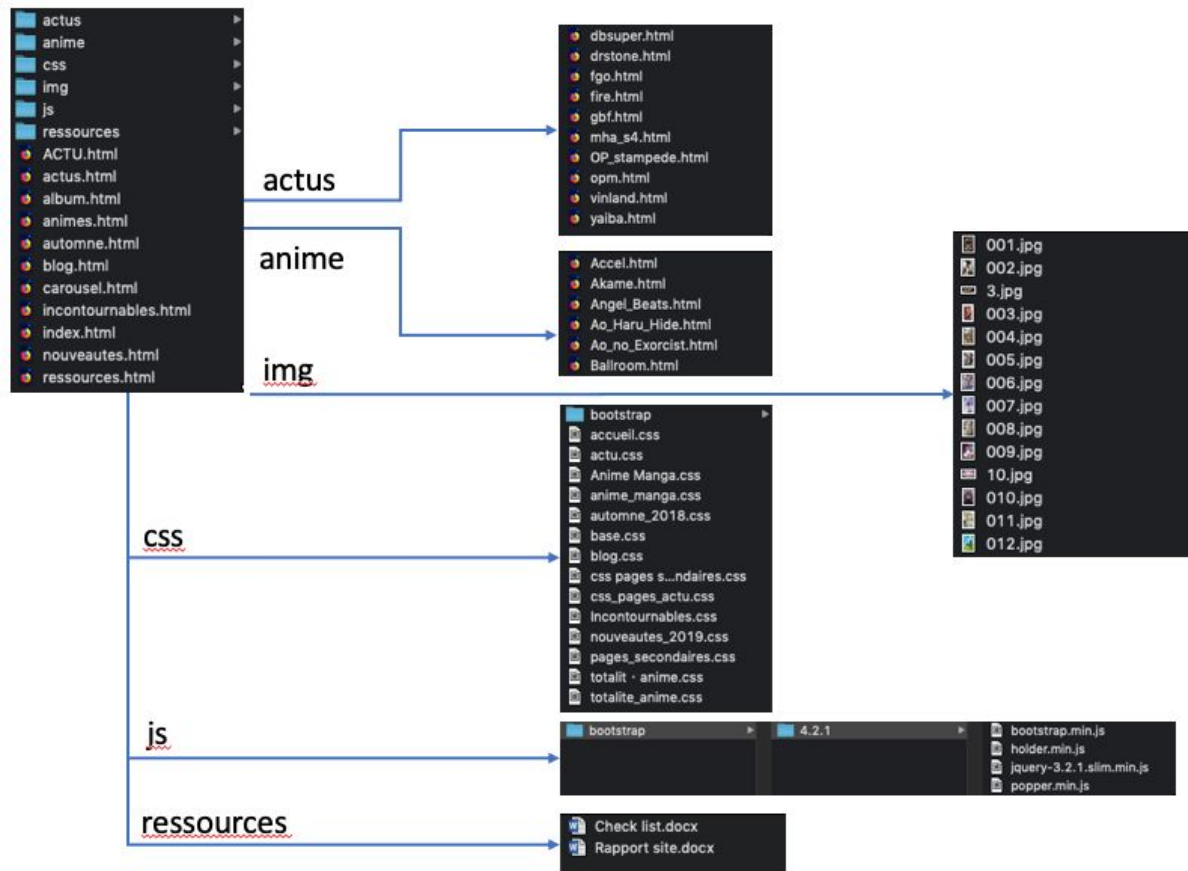 actus
anime
css
img
js
ressources
ACTU.html
actus.html
album.html
animes.html
automne.html
blog.html
carousel.html
incontournables.html
index.html
nouveautes.html
ressources.html
actus
dbsuper.html
drstone.html
fgo.html
fire.html
gbf.html
mha_s4.html
OP_stampede.html
opm.html
vinland.html
yaiba.html
anime
Accel.html
Akame.html
Angel_Beats.html
Ao_Haru_Hide.html
Ao_no_Exorcist.html
Ballroom.html
img
001.jpg
002.jpg
3.jpg
003.jpg
004.jpg
005.jpg
006.jpg
007.jpg
008.jpg
009.jpg
10.jpg
010.jpg
011.jpg
012.jpg
css
bootstrap
accueil.css
actu.css
Anime Manga.css
anime_manga.css
automne_2018.css
base.css
blog.css
css pages s...ndaires.css
css_pages_actu.css
Incontournables.css
nouveautes_2019.css
pages_secondaires.css
totalit · anime.css
totalite_anime.css
js
bootstrap
4.2.1
bootstrap.min.js
holder.min.js
jquery-3.2.1.slim.min.js
popper.min.js
ressources
Check list.docx
Rapport site.docx